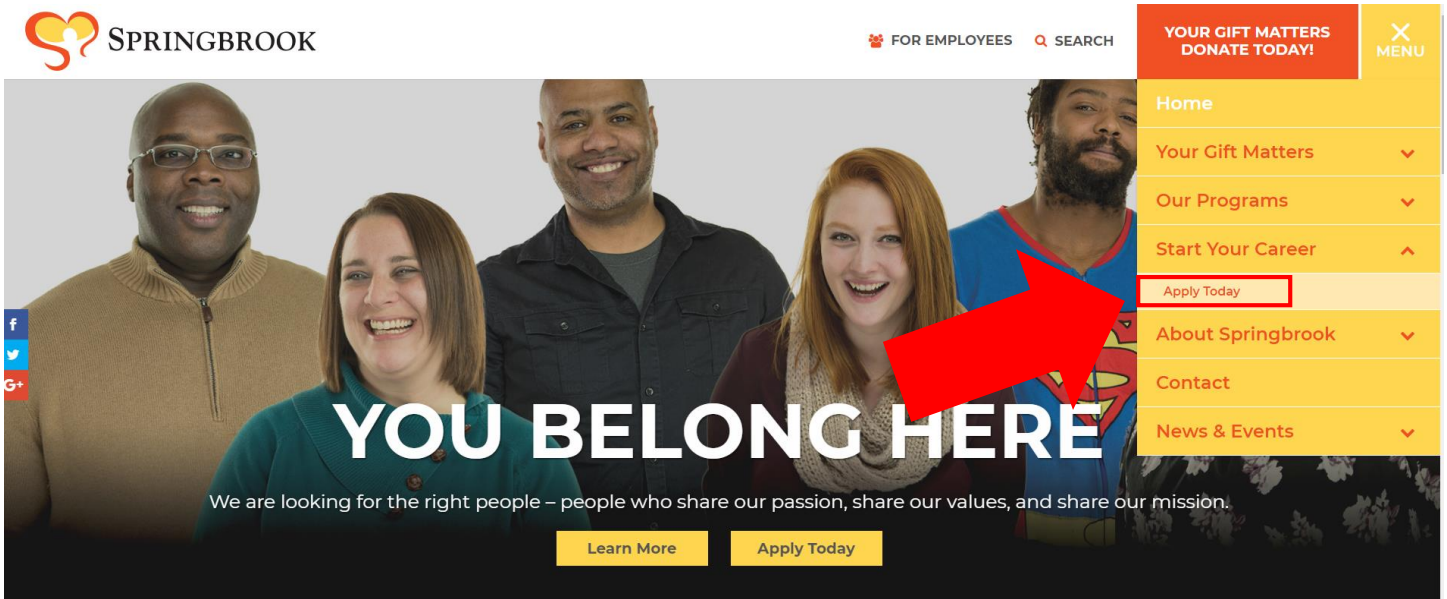 SPRINGBROOK
FOR EMPLOYEES
SEARCH
YOUR GIFT MATTERS
DONATE TODAY!
MENU
Home
Your Gift Matters
Our Programs
Start Your Career
Apply Today
About Springbrook
Contact
News & Events
f
G+
YOU BELONG HERE
We are looking for the right people – people who share our passion, share our values, and share our mission.
Learn More
Apply Today